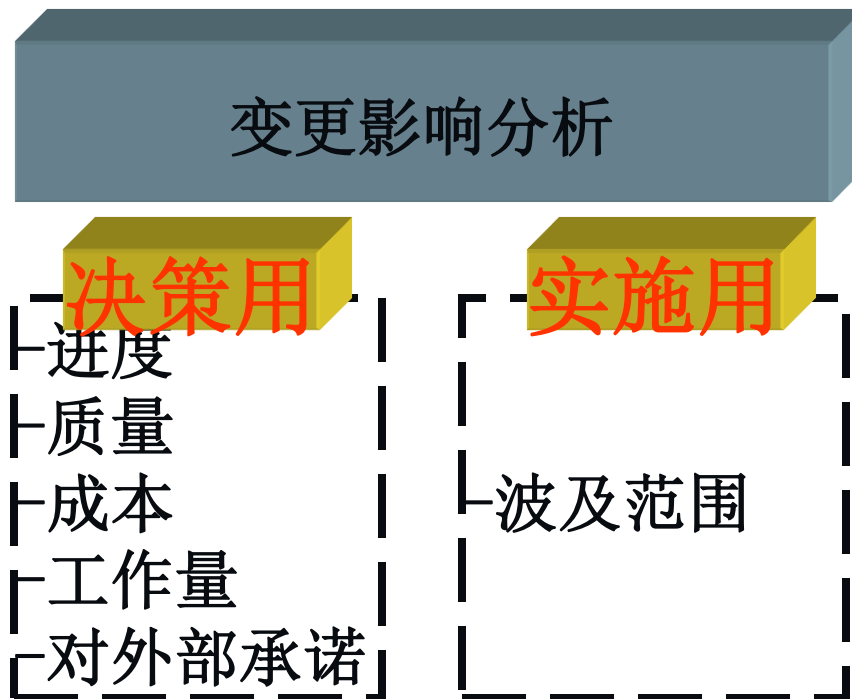 变更影响分析
决策用
–进度
–质量
–成本
–工作量
–对外部承诺
实施用
–波及范围